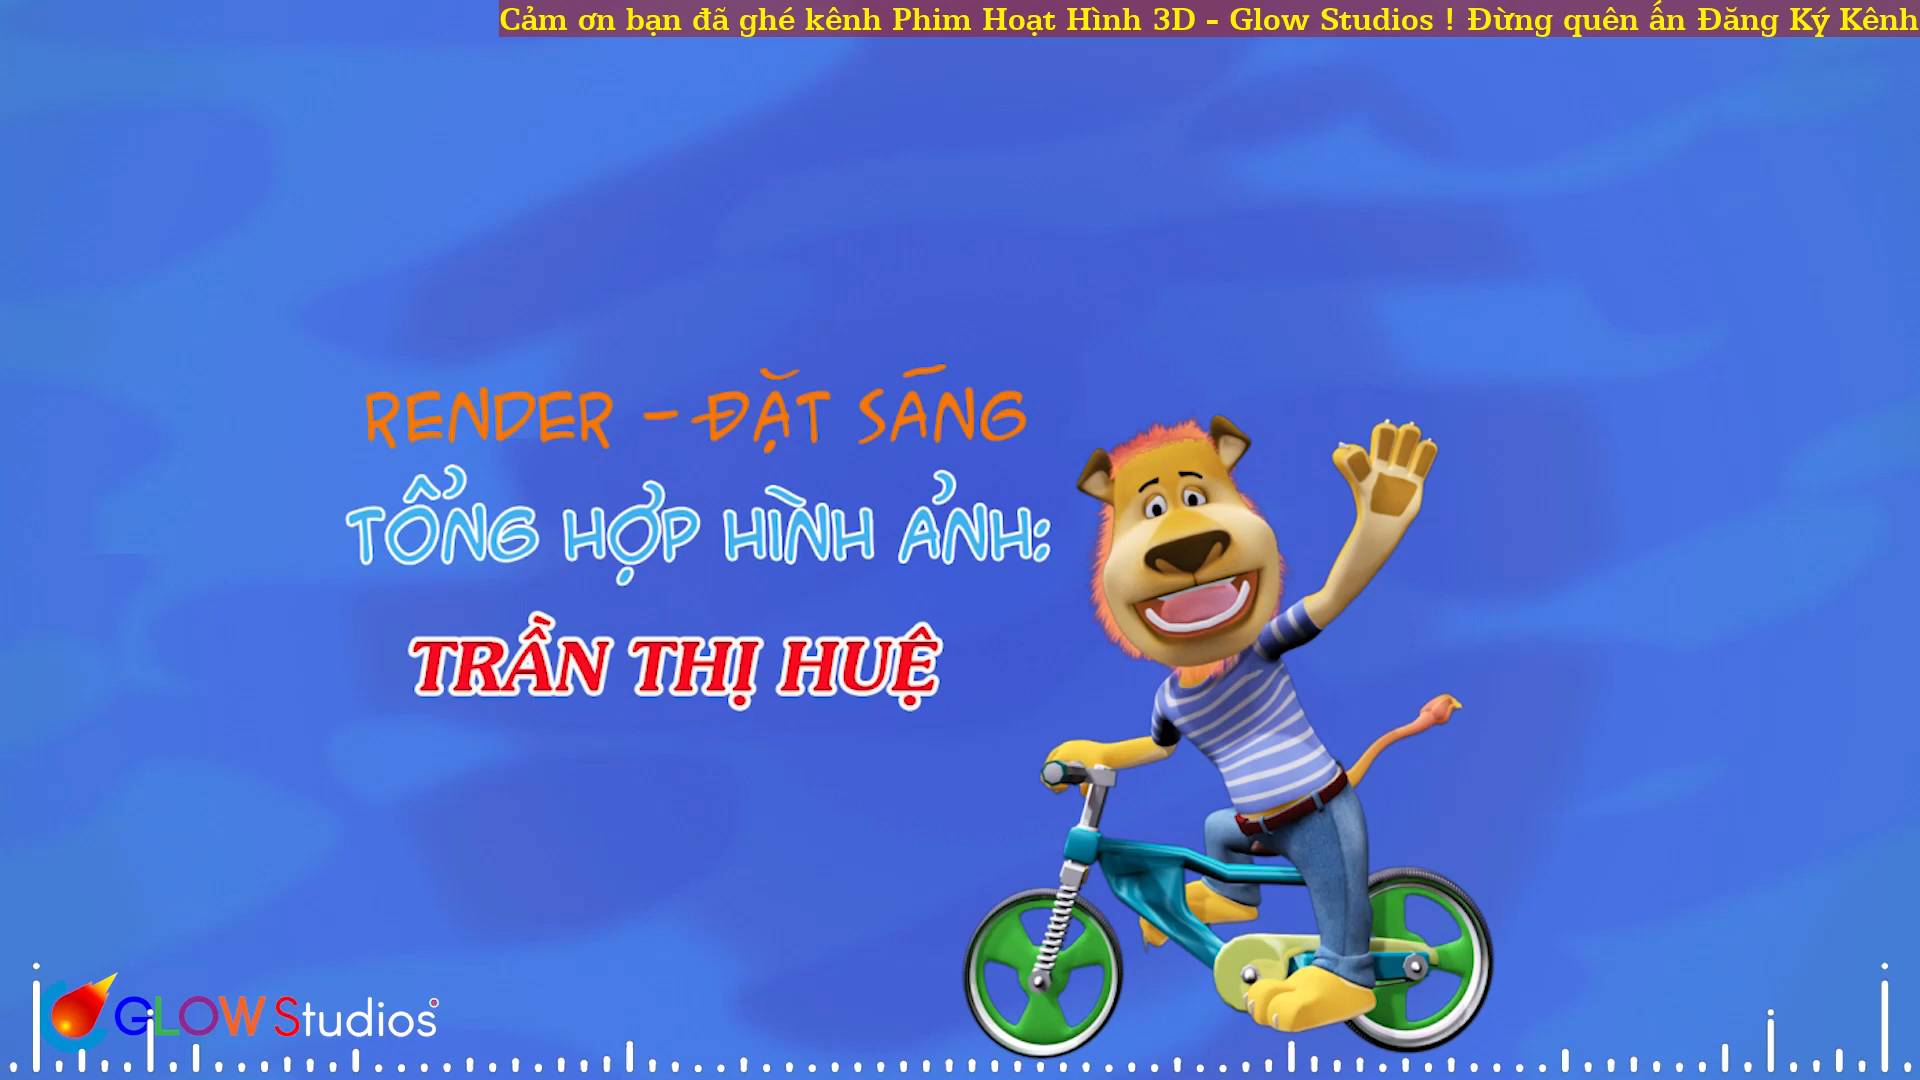 Cảm ơn bạn đã ghé kênh Phim Hoạt Hình 3D - Glow Studios ! Đừng quên ấn Đăng Ký Kênh
RENDER - ĐẶT SÁNG
TỔNG HỢP HÌNH ẢNH:
TRẦN THỊ HUỆ
GLOW Studios